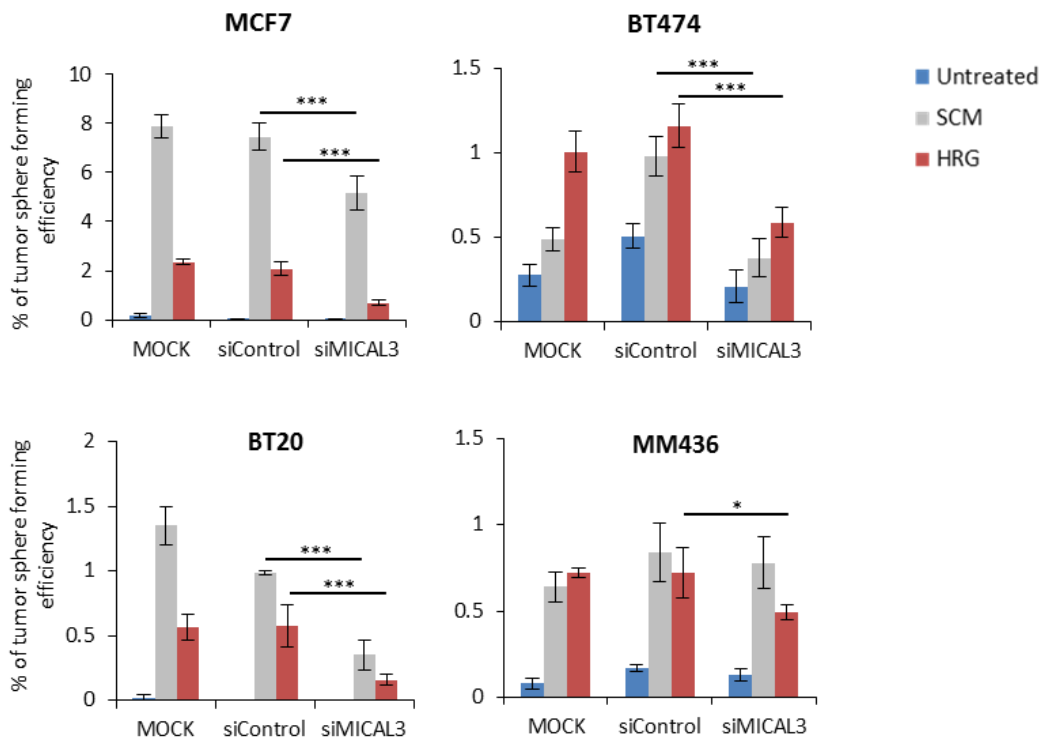 MCF7
% of tumor sphere forming
efficiency
10
8
6
4
2
0
***
***
MOCK siControl siMICAL3
BT474
1.5
1
0.5
0
***
***
MOCK siControl siMICAL3
Untreated
SCM
HRG
BT20
% of tumor sphere forming
efficiency
2
1.5
1
0.5
0
***
***
MOCK siControl siMICAL3
MM436
1.5
1
0.5
0
*
MOCK siControl siMICAL3